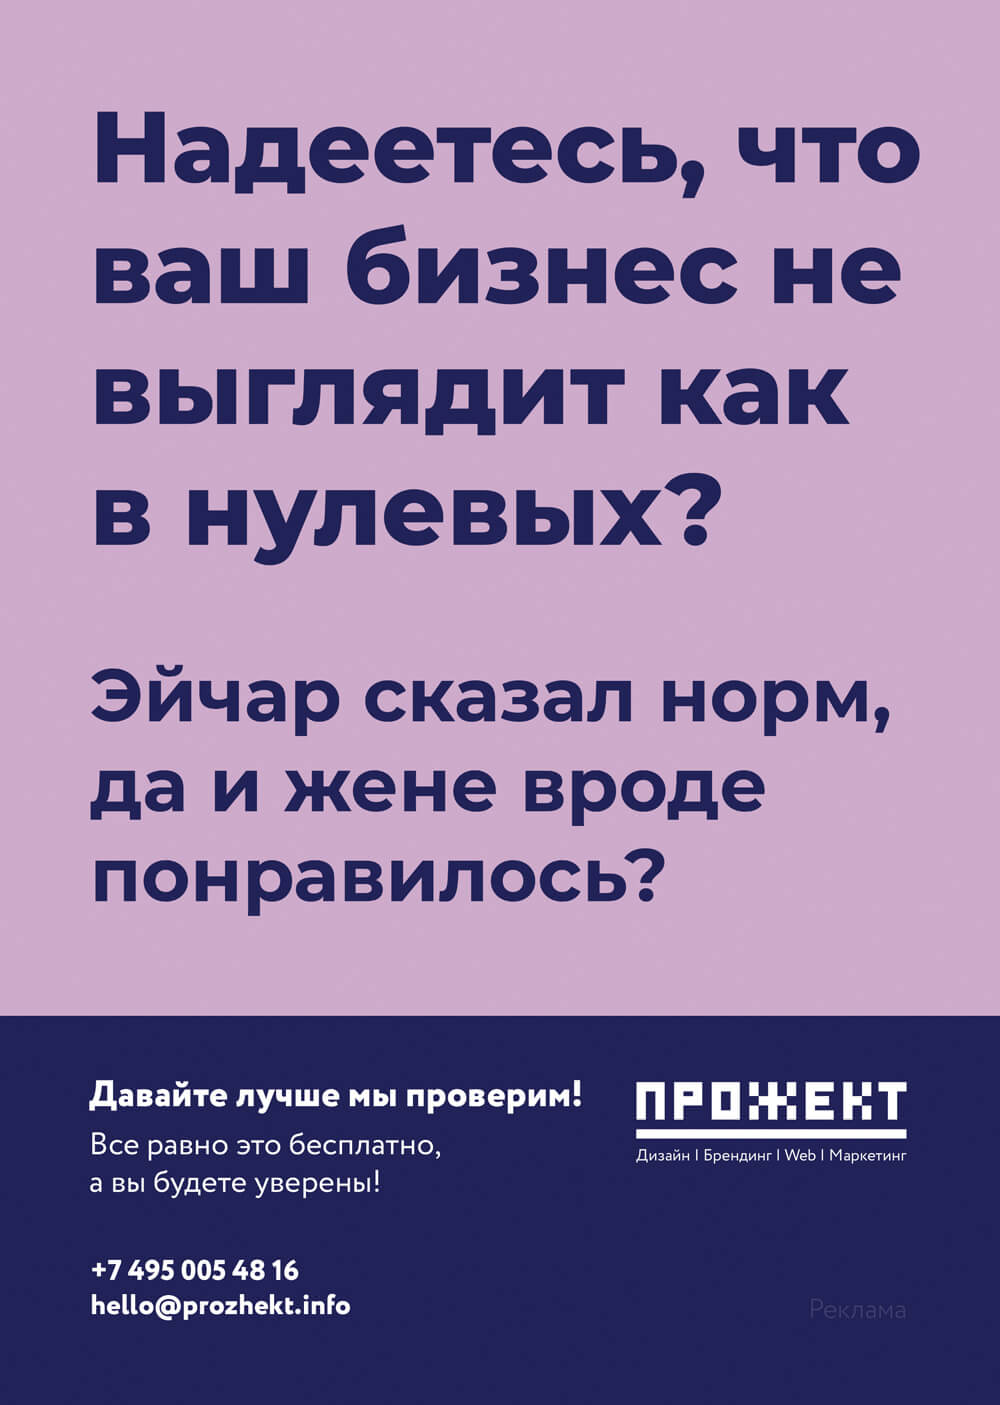 Надеетесь, что
ваш бизнес не
выглядит как
в нулевых?
Эйчар сказал норм,
да и жене вроде
понравилось?
Давайте лучше мы проверим!
Все равно это бесплатно,
а вы будете уверены!
+7 495 005 48 16
hello@prozhekt.info
ПРОЖЕКТ
Дизайн | Брендинг | Web | Маркетинг
Реклама